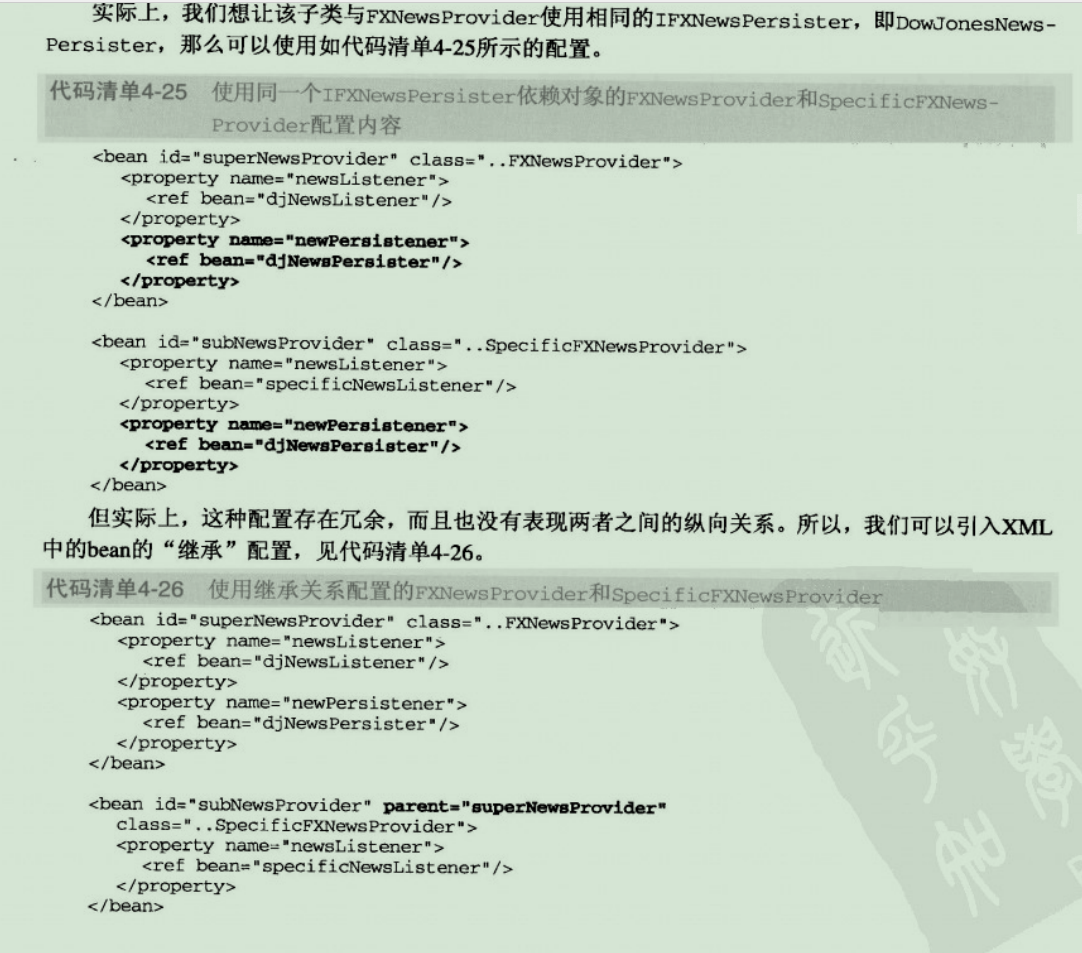 实际上，我们想让该子类与FXNewsProvider使用相同的IFXNewsPersister，即DowJonesNews-
Persister，那么可以使用如代码清单4-25所示的配置。
代码清单4-25 使用同一个IFXNewsPersister依赖对象的FXNewsProvider和SpecificFXNews-
Provider配置内容
<bean id="superNewsProvider" class="..FXNewsProvider">
<property name="newsListener">
<ref bean="djNewsListener"/>
</property>
<property name="newPersistener">
<ref bean="djNewsPersister"/>
</property>
</bean>
<bean id="subNewsProvider" class="..SpecificFXNewsProvider">
<property name="newsListener">
<ref bean="specificNewsListener"/>
</property>
<property name="newPersistener">
<ref bean="djNewsPersister"/>
</property>
</bean>
但实际上，这种配置存在冗余，而且也没有表现两者之间的纵向关系。所以，我们可以引入XML
中的bean的“继承”配置，见代码清单4-26。
代码清单4-26 使用继承关系配置的FXNewsProvider和SpecificFXNewsProvider
<bean id="superNewsProvider" class="..FXNewsProvider">
<property name="newsListener">
<ref bean="djNewsListener"/>
</property>
<property name="newPersistener">
<ref bean="djNewsPersister"/>
</property>
</bean>
<bean id="subNewsProvider" parent="superNewsProvider"
class="..SpecificFXNewsProvider">
<property name="newsListener">
<ref bean="specificNewsListener"/>
</property>
</bean>